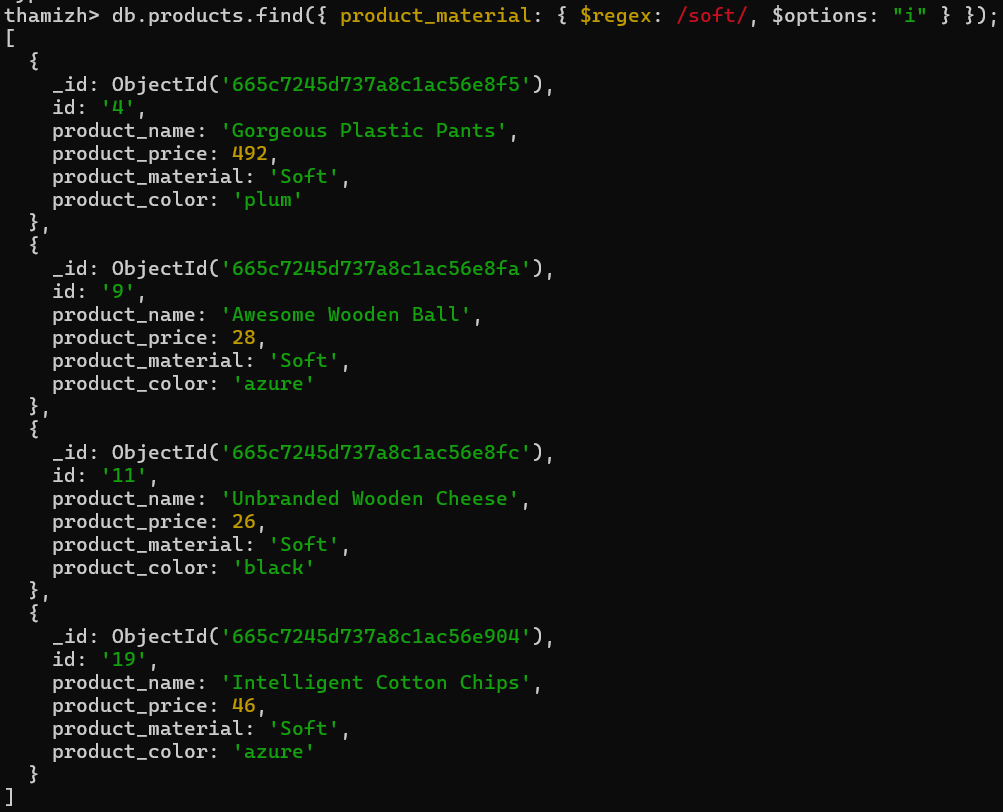 thamizh> db.products.find({ product_material: { $regex: /soft/, $options: "i" } });
[
  {
    _id: ObjectId('665c7245d737a8c1ac56e8f5'),
    id: '4',
    product_name: 'Gorgeous Plastic Pants',
    product_price: 492,
    product_material: 'Soft',
    product_color: 'plum'
  },
  {
    _id: ObjectId('665c7245d737a8c1ac56e8fa'),
    id: '9',
    product_name: 'Awesome Wooden Ball',
    product_price: 28,
    product_material: 'Soft',
    product_color: 'azure'
  },
  {
    _id: ObjectId('665c7245d737a8c1ac56e8fc'),
    id: '11',
    product_name: 'Unbranded Wooden Cheese',
    product_price: 26,
    product_material: 'Soft',
    product_color: 'black'
  },
  {
    _id: ObjectId('665c7245d737a8c1ac56e904'),
    id: '19',
    product_name: 'Intelligent Cotton Chips',
    product_price: 46,
    product_material: 'Soft',
    product_color: 'azure'
  }
]